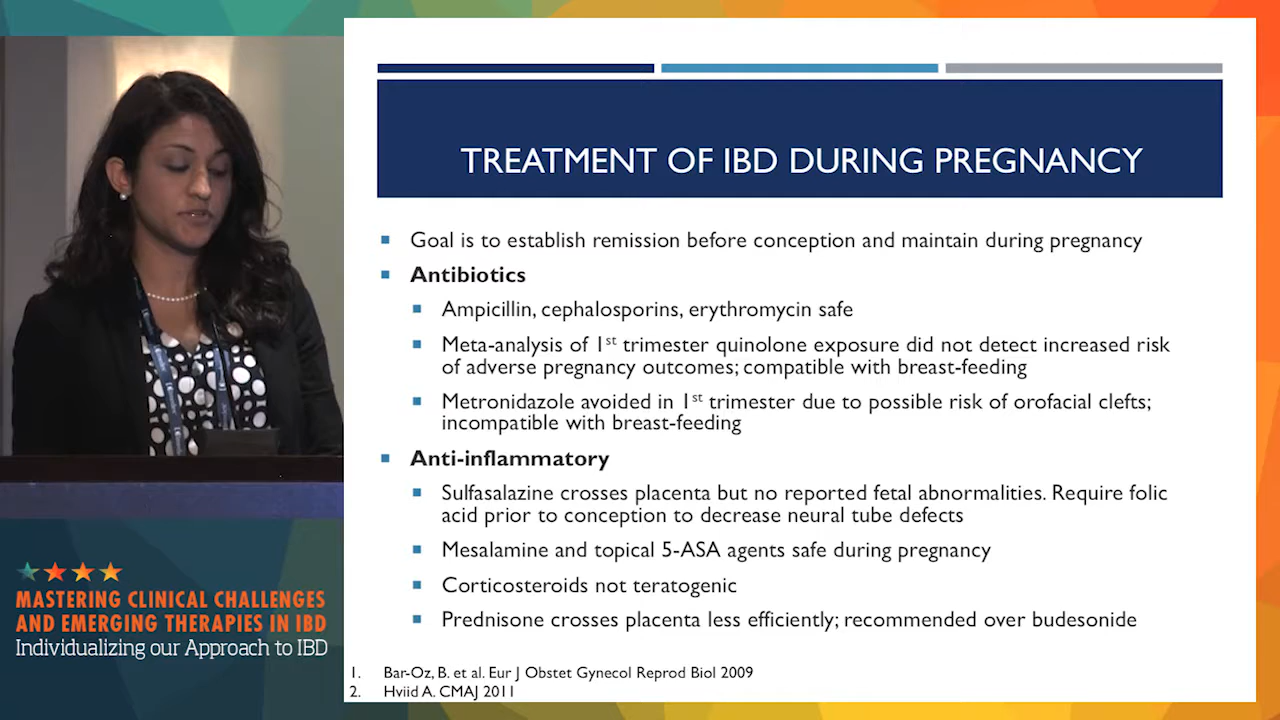 TREATMENT OF IBD DURING PREGNANCY
Goal is to establish remission before conception and maintain during pregnancy
Antibiotics
Ampicillin, cephalosporins, erythromycin safe
Meta-analysis of 1st trimester quinolone exposure did not detect increased risk
of adverse pregnancy outcomes; compatible with breast-feeding
Metronidazole avoided in 1st trimester due to possible risk of orofacial clefts;
incompatible with breast-feeding
Anti-inflammatory
Sulfasalazine crosses placenta but no reported fetal abnormalities. Require folic
acid prior to conception to decrease neural tube defects
Mesalamine and topical 5-ASA agents safe during pregnancy
Corticosteroids not teratogenic
Prednisone crosses placenta less efficiently; recommended over budesonide
1. Bar-Oz, B. et al. Eur J Obstet Gynecol Reprod Biol 2009
2. Hviid A. CMAJ 2011
MASTERING CLINICAL CHALLENGES
AND EMERGING THERAPIES IN IBD
Individualizing our Approach to IBD